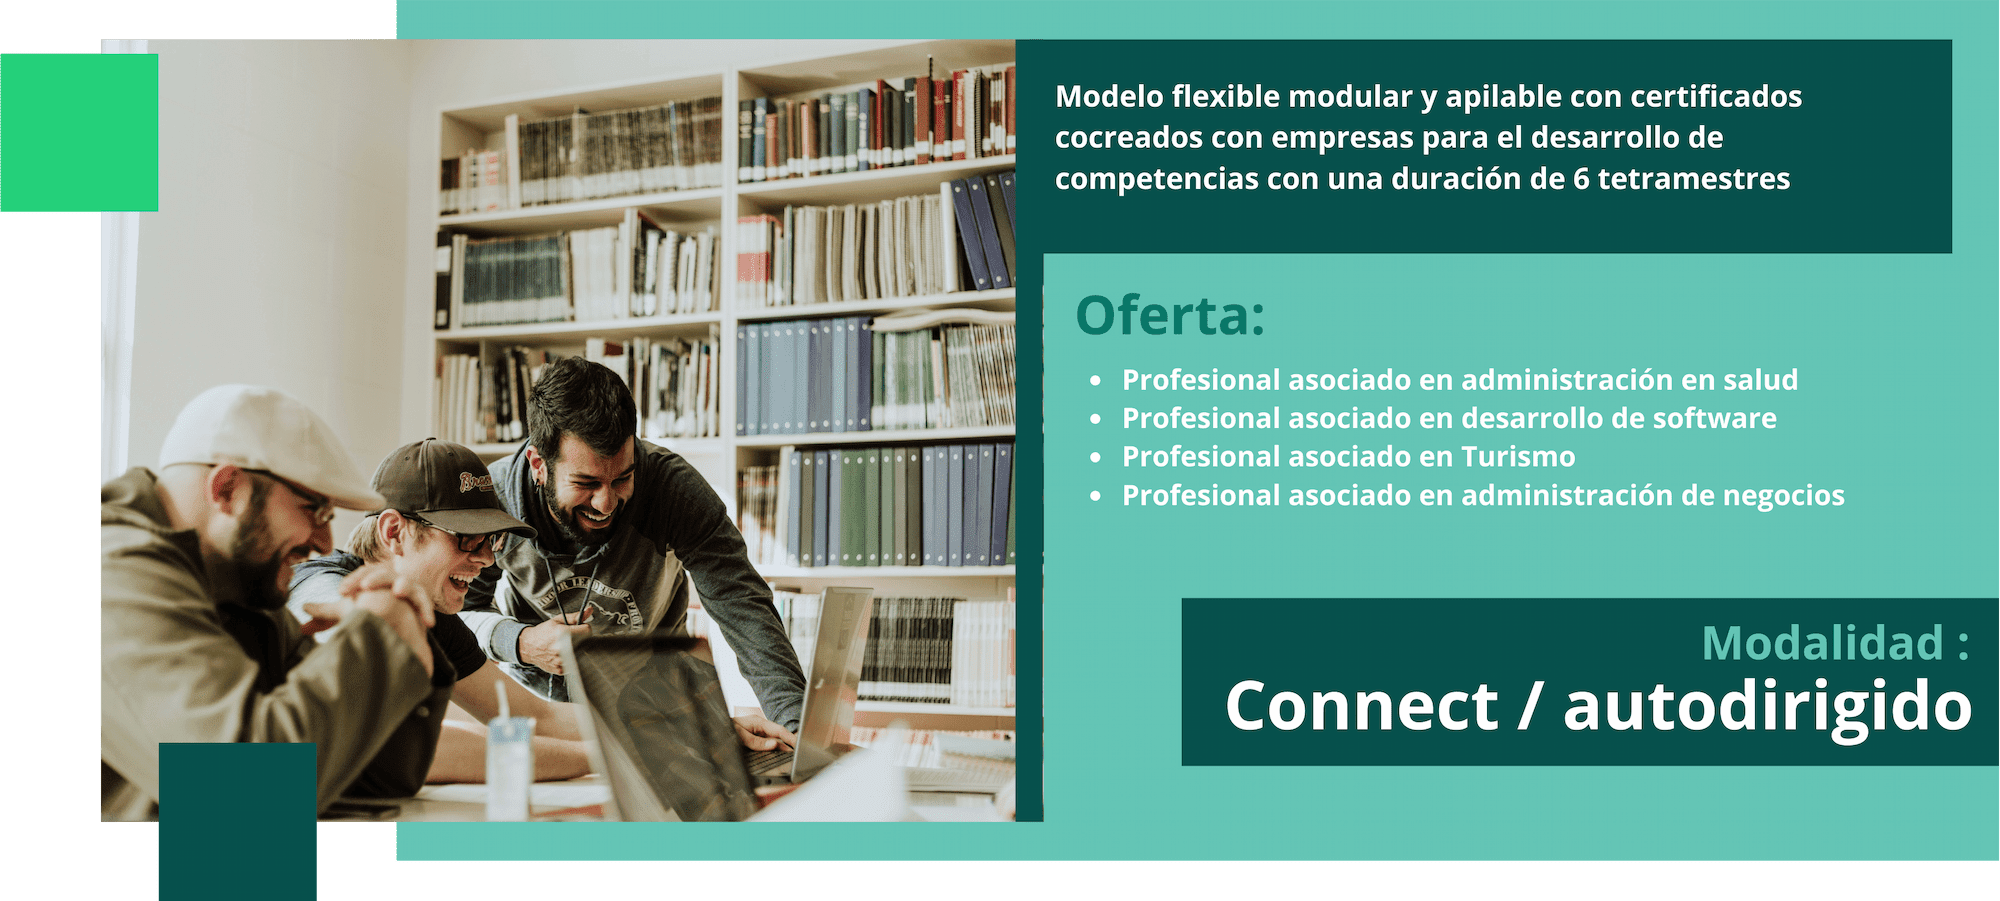 Modelo flexible modular y apilable con certificados
cocreados con empresas para el desarrollo de
competencias con una duración de 6 tetramestres
Oferta:
• Profesional asociado en administración en salud
• Profesional asociado en desarrollo de software
• Profesional asociado en Turismo
• Profesional asociado en administración de negocios
Modalidad :
Connect / autodirigido